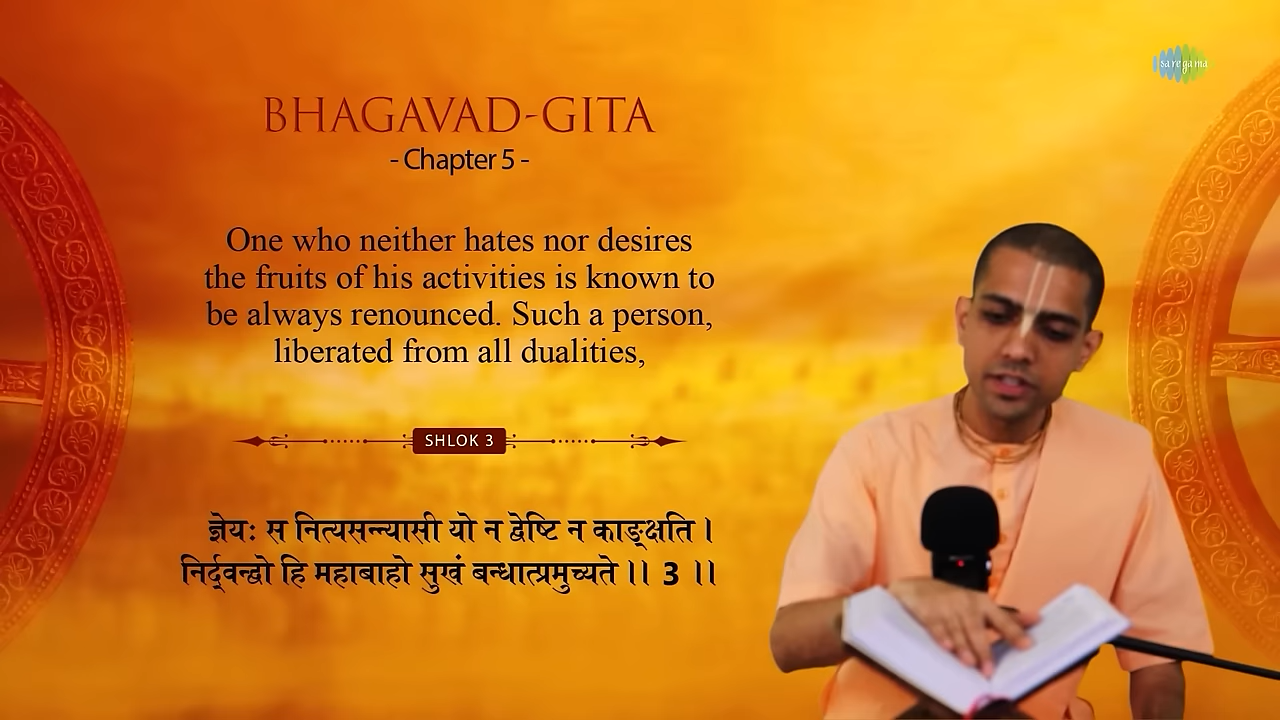 saregama
BHAGAVAD-GITA
- Chapter 5 -
One who neither hates nor desires
the fruits of his activities is known to
be always renounced. Such a person,
liberated from all dualities,
SHLOK 3
ज्ञेयः स नित्यसन्न्यासी यो न द्वेष्टि न काङ्क्षति ।
निर्द्वन्द्वो हि महाबाहो सुखं बन्धात्प्रमुच्यते ।। 3 ।।